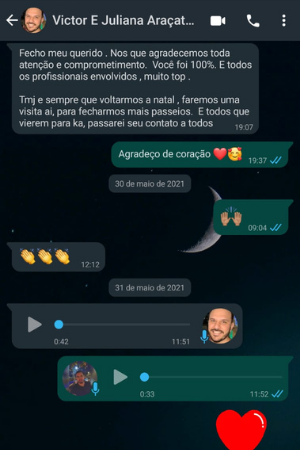 Victor E Juliana Araçat...
Fecho meu querido . Nos que agradecemos toda
atenção e comprometimento. Você foi 100%. E todos
os profissionais envolvidos , muito top .
Tmj e sempre que voltarmos a natal , faremos uma
visita ai, para fecharmos mais passeios. E todos que
vierem para ka, passarei seu contato a todos
19:07
Agradeço de coração ❤️🥰
19:37
30 de maio de 2021
🙌🏽
09:04
👏👏👏
12:12
31 de maio de 2021
0:42 11:51
0:33 11:52